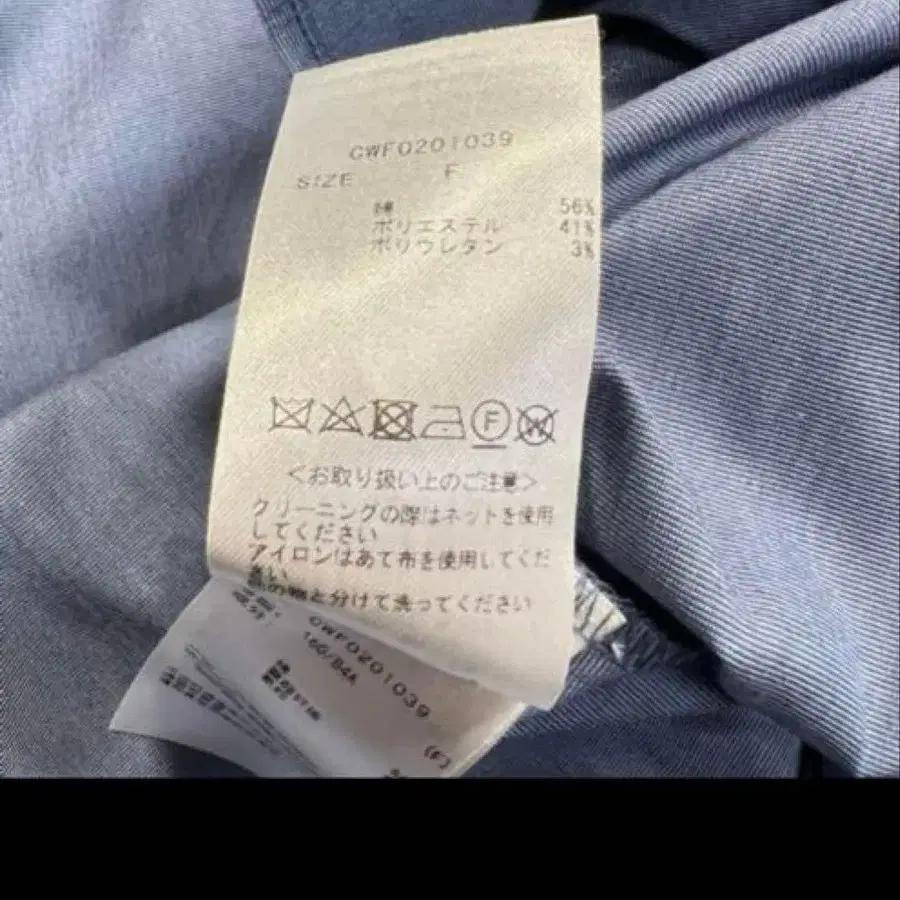 CWF0201039
SIZE F
綿 56%
ポリエステル 41%
ポリウレタン 3%
F W
<お取り扱い上のご注意>
クリーニングの際はネットを使用
してください
アイロンはあて布を使用してくだ
さい
の物と分けて洗ってください
CWF0201039
160/84A
(F)